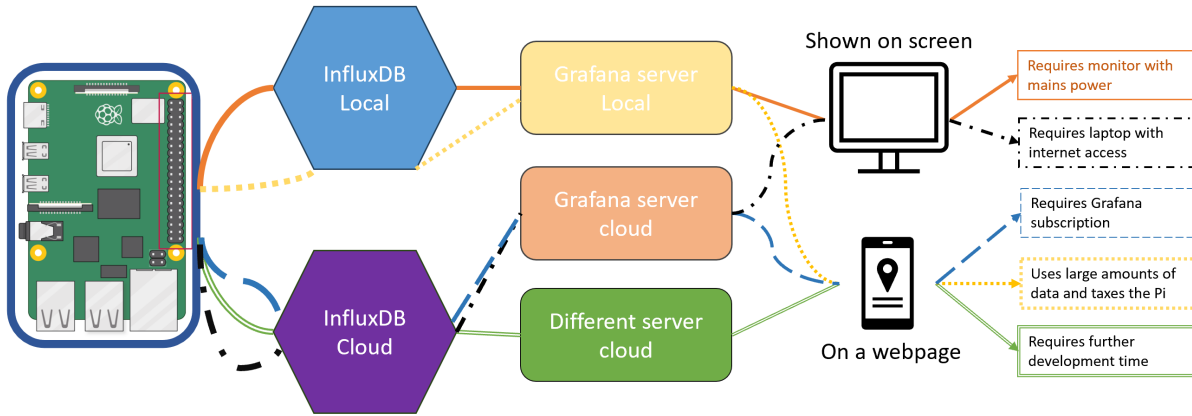 InfluxDB
Local
Grafana server
Local
Shown on screen
Requires monitor with
mains power
Requires laptop with
internet access
Grafana server
cloud
Requires Grafana
subscription
Uses large amounts of
data and taxes the Pi
InfluxDB
Cloud
Different server
cloud
On a webpage
Requires further
development time